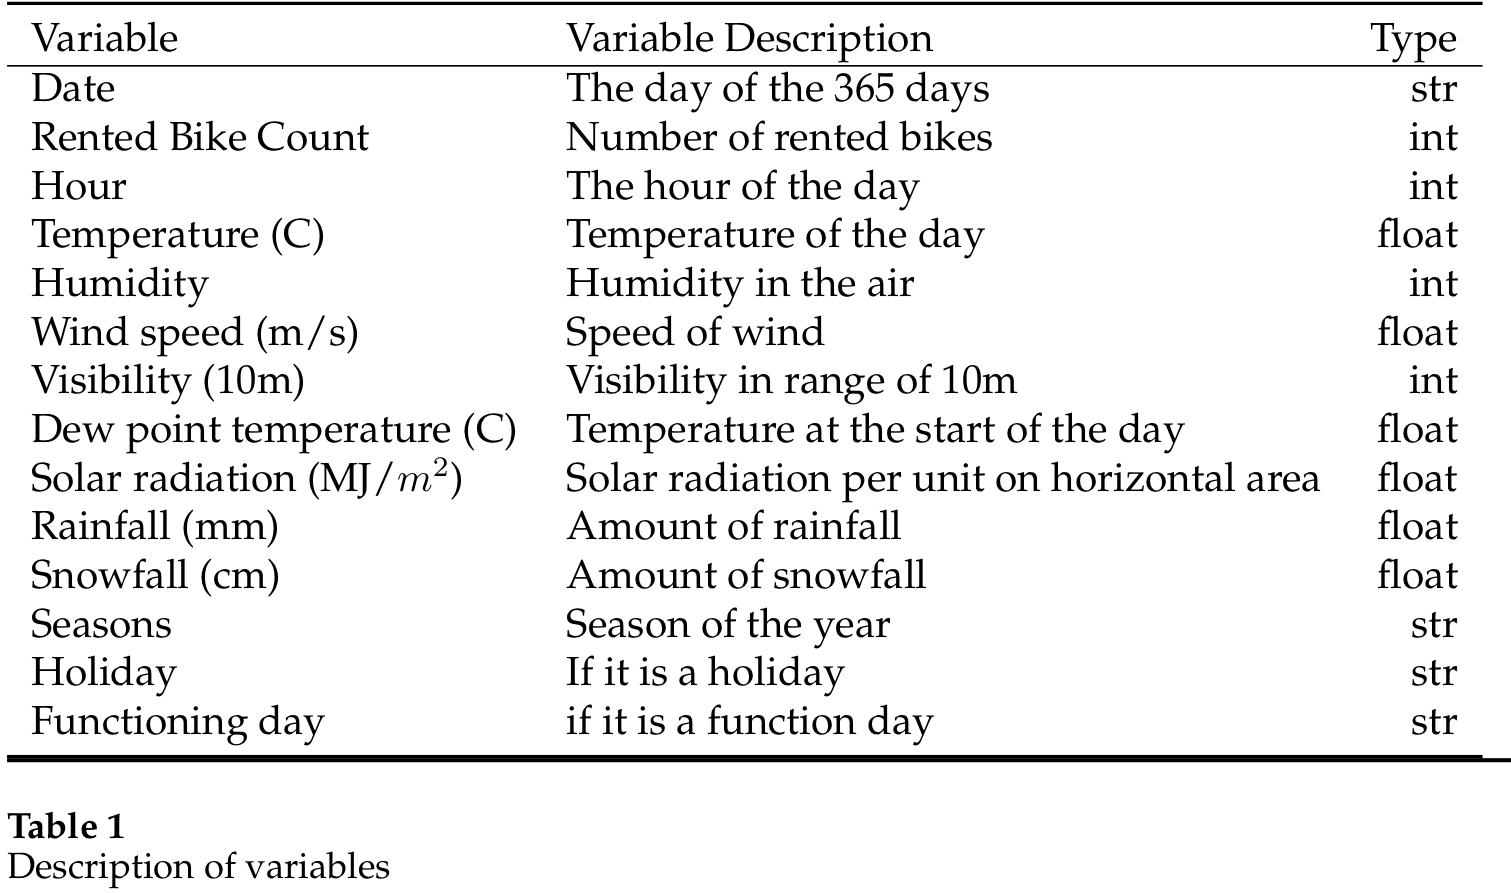 Variable Variable Description Type
Date The day of the 365 days str
Rented Bike Count Number of rented bikes int
Hour The hour of the day int
Temperature (C) Temperature of the day float
Humidity Humidity in the air int
Wind speed (m/s) Speed of wind float
Visibility (10m) Visibility in range of 10m int
Dew point temperature (C) Temperature at the start of the day float
Solar radiation (MJ/m²) Solar radiation per unit on horizontal area float
Rainfall (mm) Amount of rainfall float
Snowfall (cm) Amount of snowfall float
Seasons Season of the year str
Holiday If it is a holiday str
Functioning day if it is a function day str
Table 1
Description of variables